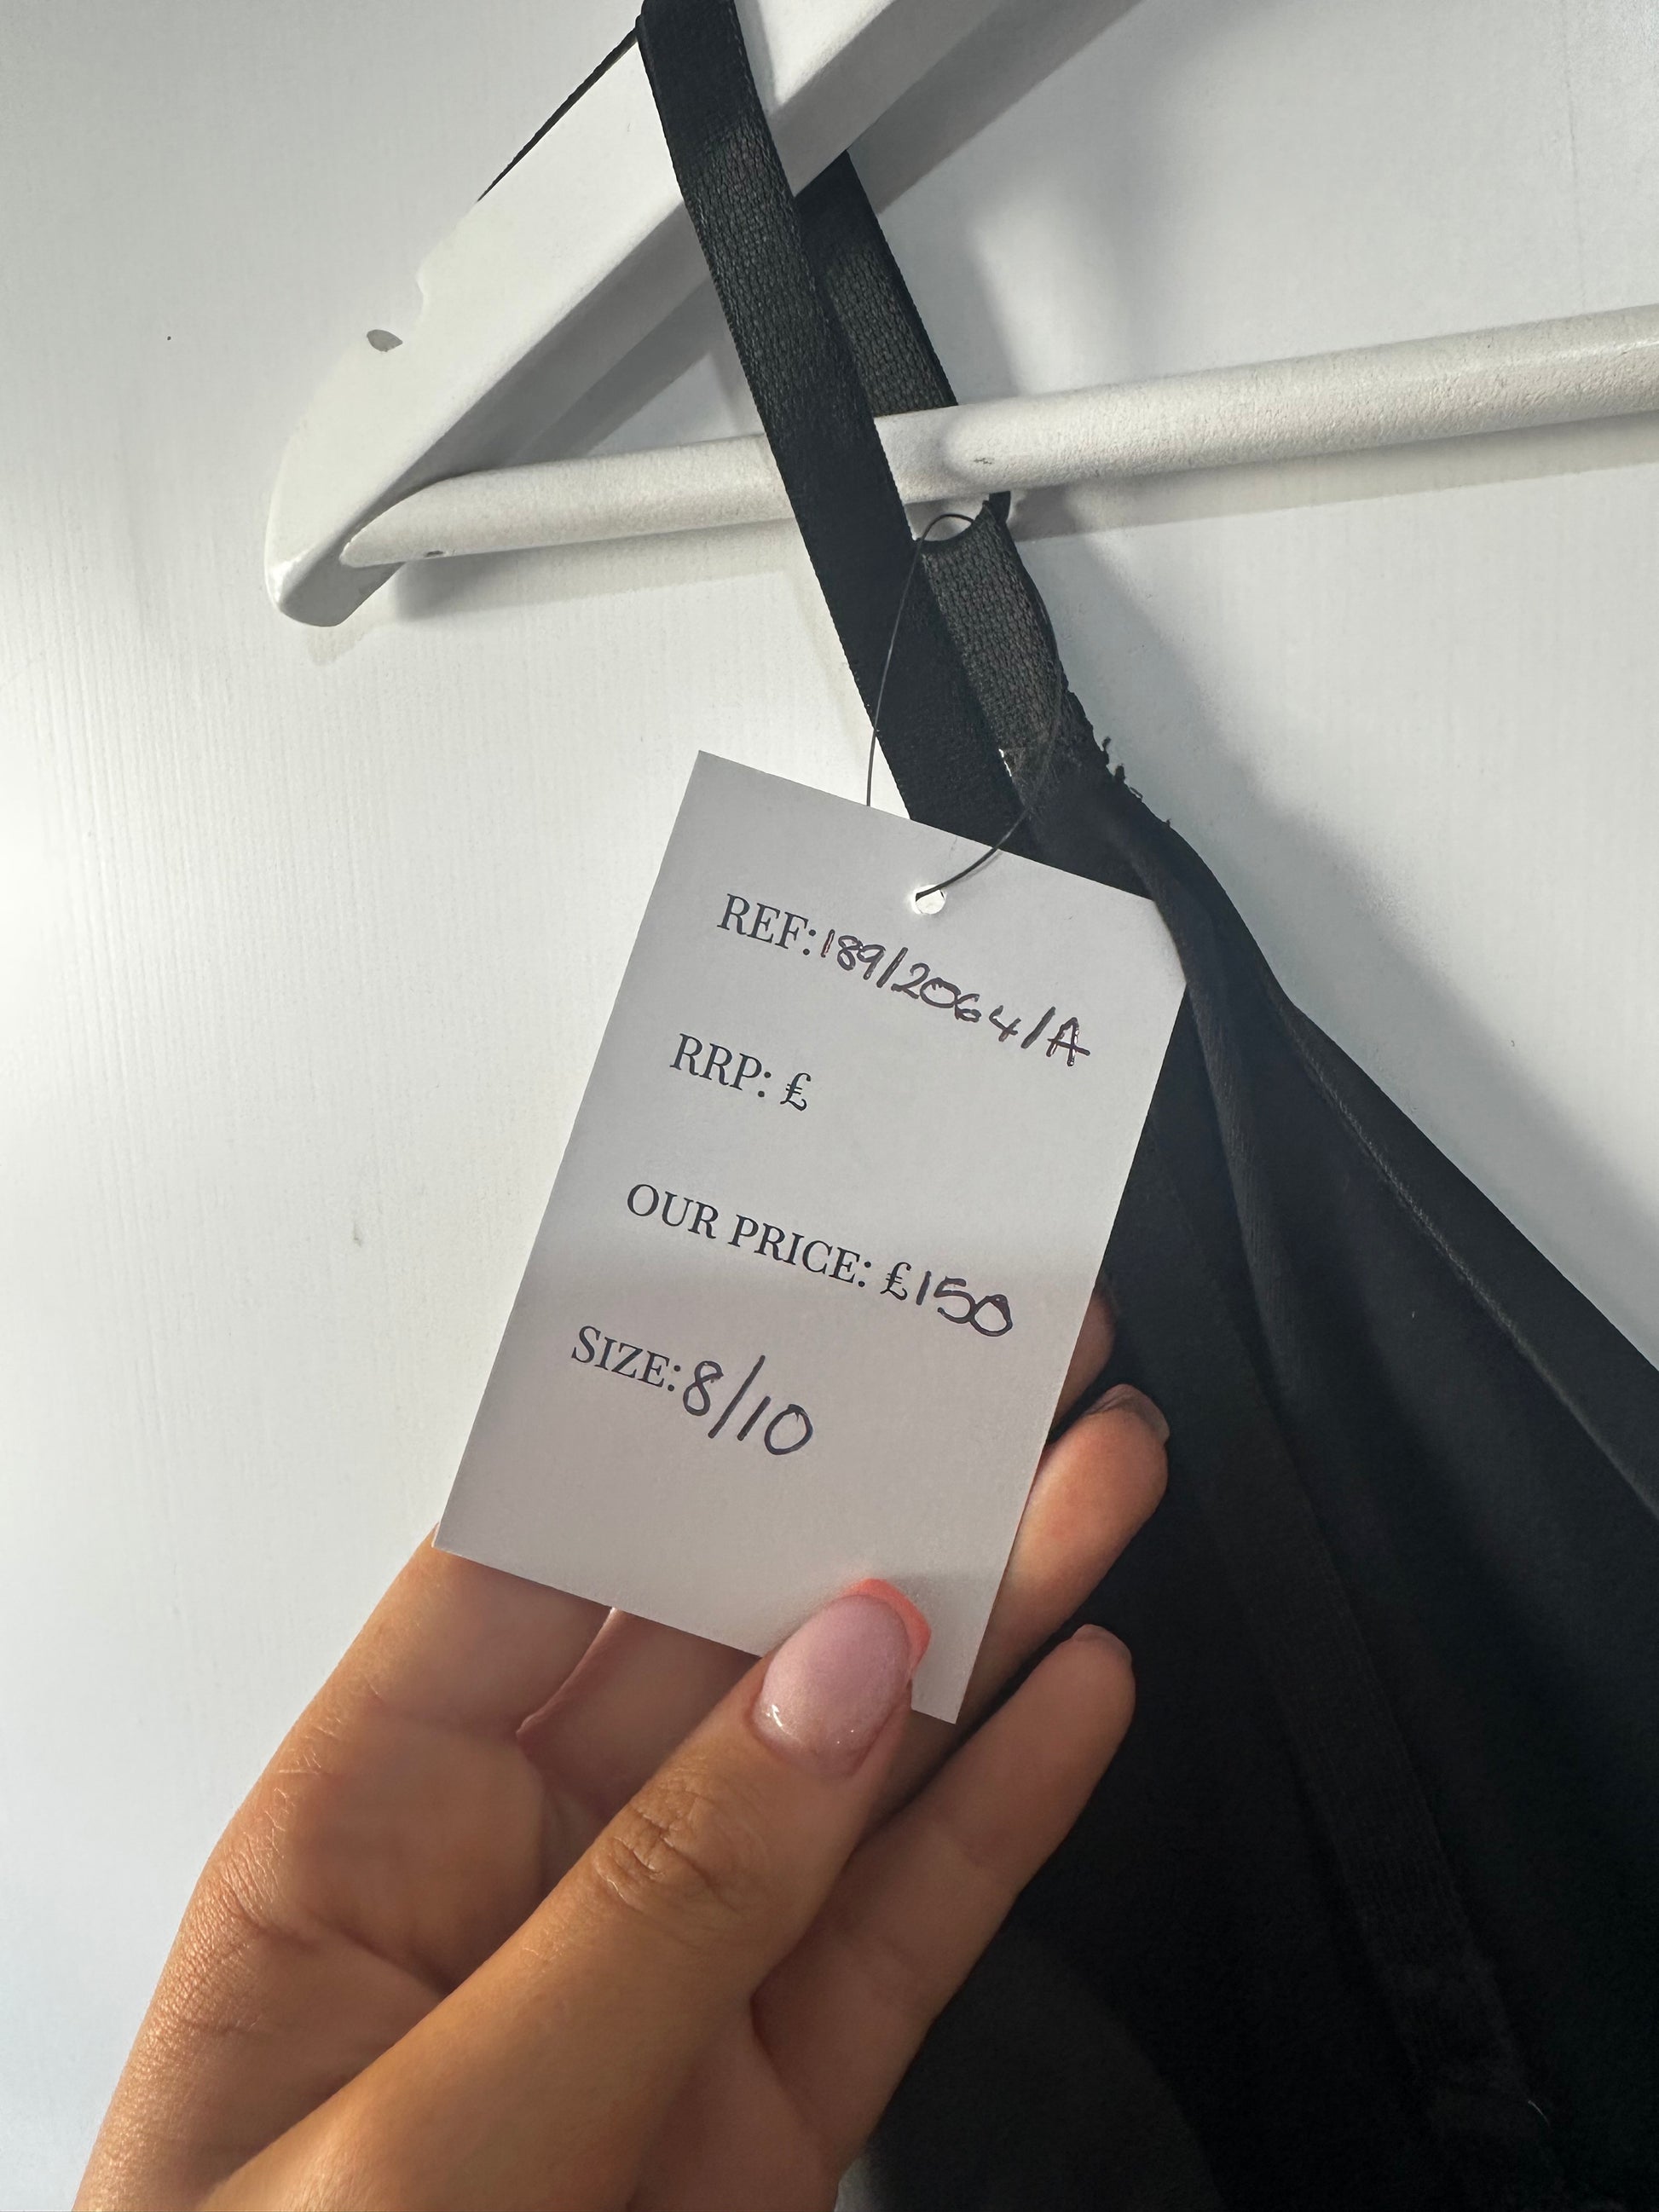 REF: 189/2064/A
RRP: £
OUR PRICE: £150
SIZE: 8/10